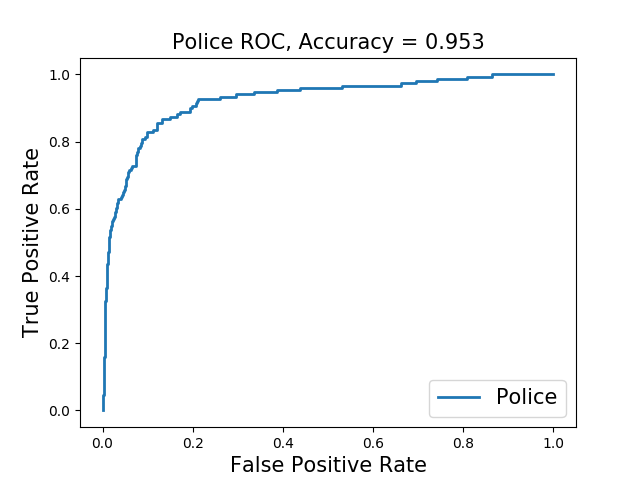 Police ROC, Accuracy = 0.953
1.0
0.8
0.6
0.4
0.2
0.0
True Positive Rate
Police
0.0 0.2 0.4 0.6 0.8 1.0
False Positive Rate